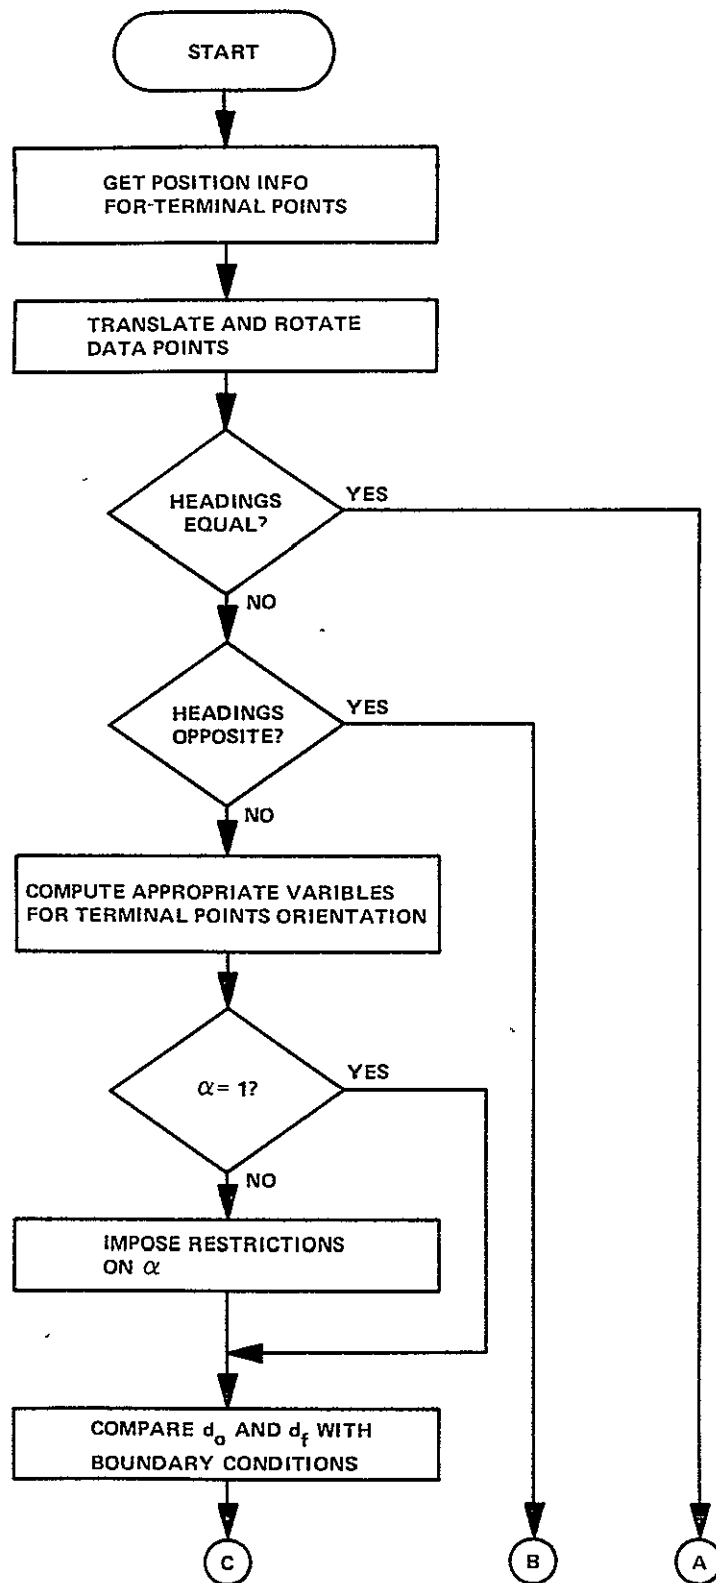 START
GET POSITION INFO
FOR-TERMINAL POINTS
TRANSLATE AND ROTATE
DATA POINTS
HEADINGS
EQUAL?
YES
NO
HEADINGS
OPPOSITE?
YES
NO
COMPUTE APPROPRIATE VARIBLES
FOR TERMINAL POINTS ORIENTATION
α = 1?
YES
NO
IMPOSE RESTRICTIONS
ON α
COMPARE d_o AND d_f WITH
BOUNDARY CONDITIONS
C
B
A